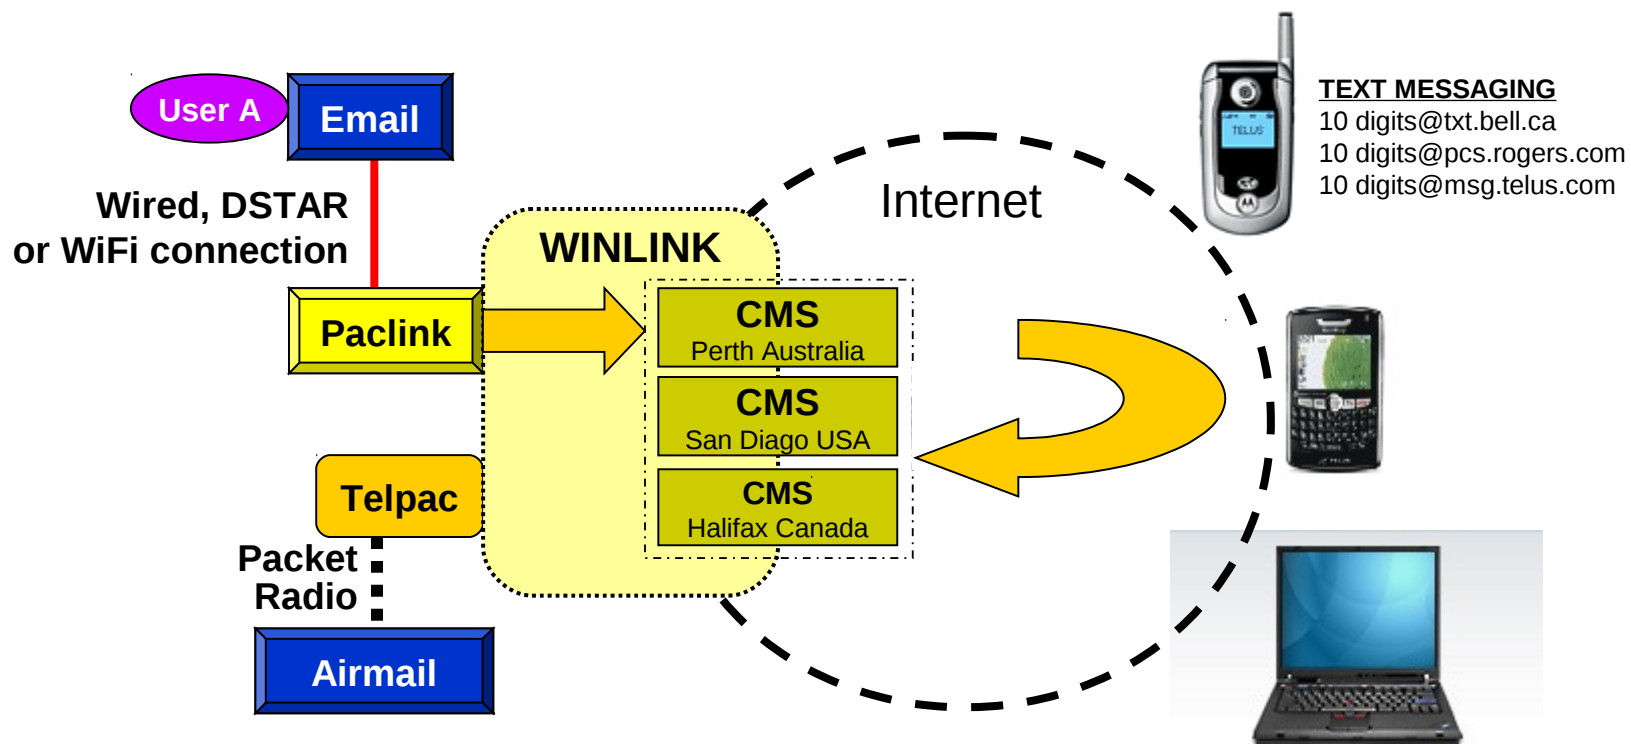 User A
Email
Wired, DSTAR
or WiFi connection
Paclink
Telpac
Packet
Radio
Airmail
WINLINK
CMS
Perth Australia
CMS
San Diago USA
CMS
Halifax Canada
Internet
TEXT MESSAGING
10 digits@txt.bell.ca
10 digits@pcs.rogers.com
10 digits@msg.telus.com
TELUS